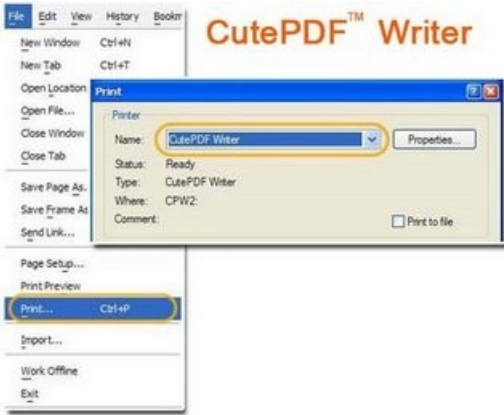 CutePDF™ Writer
File Edit View History Bookm
New Window Ctrl+N
New Tab Ctrl+T
Open Location
Open File...
Close Window
Close Tab
Save Page As.
Save Frame As
Send Link...
Page Setup...
Print Preview
Print... Ctrl+P
Import...
Work Offline
Exit
Print
Printer
Name: CutePDF Writer Properties...
Status: Ready
Type: CutePDF Writer
Where: CPW2:
Comment:
Print to file